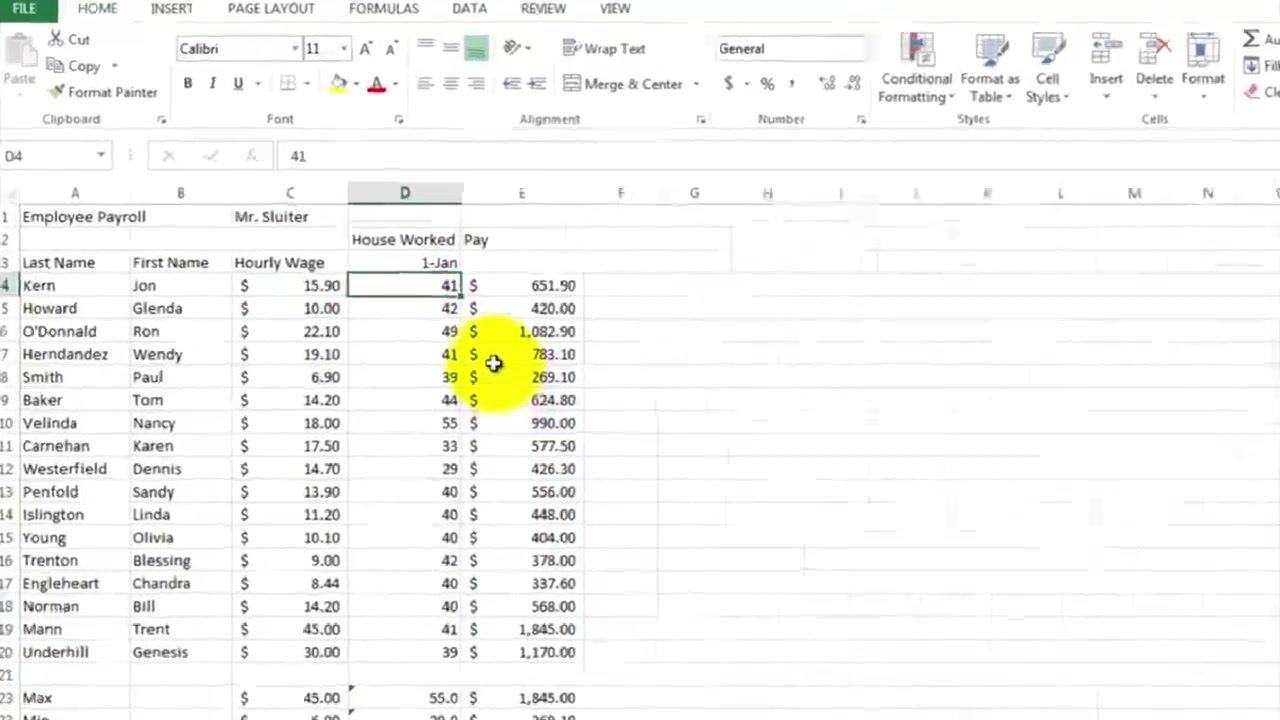 FILE HOME INSERT PAGE LAYOUT FORMULAS DATA REVIEW VIEW
Cut Calibri 11 A A Wrap Text General Σ
Paste Copy Conditional Formatting Format as Table Cell Styles Insert Delete Format
Format Painter B I U A Merge & Center $ % ,
Clipboard Font Alignment Number Styles Cells
D4 41
A B C D E F G H I L M N
1 Employee Payroll Mr. Sluiter
2 House Worked Pay
3 Last Name First Name Hourly Wage 1-Jan
4 Kern Jon $ 15.90 41 $ 651.90
5 Howard Glenda $ 10.00 42 $ 420.00
6 O'Donnald Ron $ 22.10 49 $ 1,082.90
7 Herndandez Wendy $ 19.10 41 $ 783.10
8 Smith Paul $ 6.90 39 $ 269.10
9 Baker Tom $ 14.20 44 $ 624.80
10 Velinda Nancy $ 18.00 55 $ 990.00
11 Carnehan Karen $ 17.50 33 $ 577.50
12 Westerfield Dennis $ 14.70 29 $ 426.30
13 Penfold Sandy $ 13.90 40 $ 556.00
14 Islington Linda $ 11.20 40 $ 448.00
15 Young Olivia $ 10.10 40 $ 404.00
16 Trenton Blessing $ 9.00 42 $ 378.00
17 Engleheart Chandra $ 8.44 40 $ 337.60
18 Norman Bill $ 14.20 40 $ 568.00
19 Mann Trent $ 45.00 41 $ 1,845.00
20 Underhill Genesis $ 30.00 39 $ 1,170.00
21
23 Max $ 45.00 55.0 $ 1,845.00